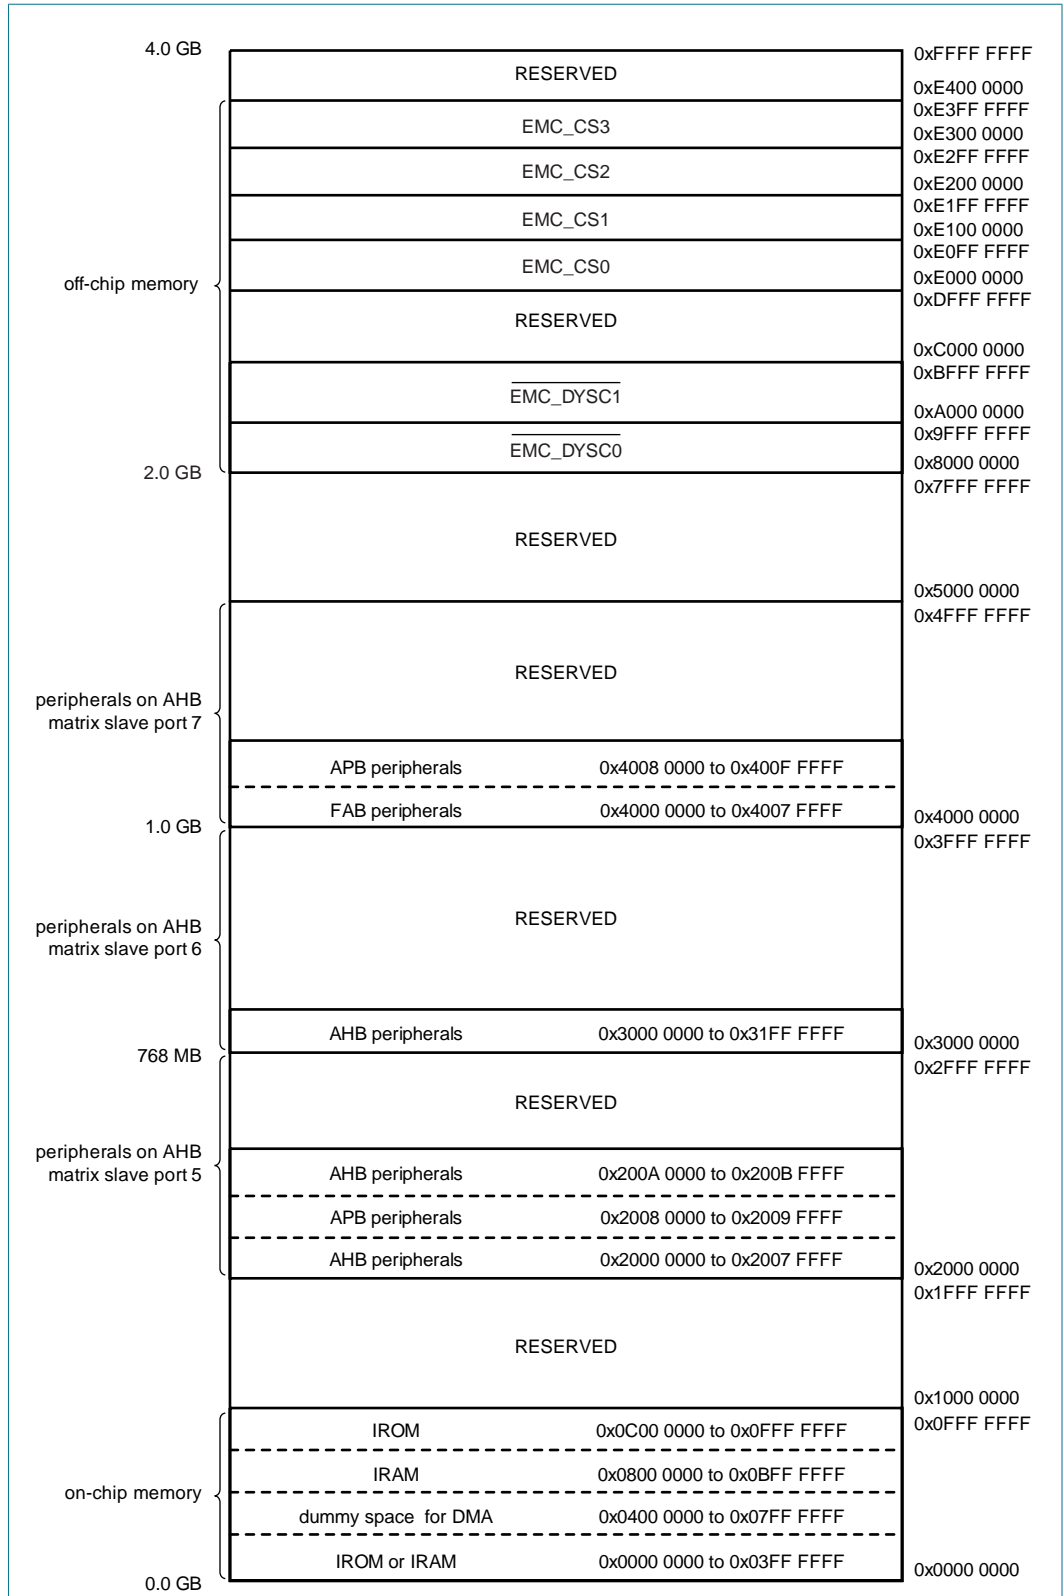 4.0 GB
0xFFFF FFFF
RESERVED
0xE400 0000
0xE3FF FFFF
EMC_CS3
0xE300 0000
0xE2FF FFFF
EMC_CS2
0xE200 0000
0xE1FF FFFF
EMC_CS1
0xE100 0000
0xE0FF FFFF
EMC_CS0
0xE000 0000
off-chip memory
0xDFFF FFFF
RESERVED
0xC000 0000
0xBFFF FFFF
EMC_DYSC1
0xA000 0000
0x9FFF FFFF
EMC_DYSC0
0x8000 0000
2.0 GB
0x7FFF FFFF
RESERVED
0x5000 0000
0x4FFF FFFF
RESERVED
peripherals on AHB
matrix slave port 7
APB peripherals 0x4008 0000 to 0x400F FFFF
FAB peripherals 0x4000 0000 to 0x4007 FFFF
0x4000 0000
1.0 GB
0x3FFF FFFF
RESERVED
peripherals on AHB
matrix slave port 6
AHB peripherals 0x3000 0000 to 0x31FF FFFF
0x3000 0000
768 MB
0x2FFF FFFF
RESERVED
peripherals on AHB
matrix slave port 5
AHB peripherals 0x200A 0000 to 0x200B FFFF
APB peripherals 0x2008 0000 to 0x2009 FFFF
AHB peripherals 0x2000 0000 to 0x2007 FFFF
0x2000 0000
0x1FFF FFFF
RESERVED
0x1000 0000
0x0FFF FFFF
IROM 0x0C00 0000 to 0x0FFF FFFF
IRAM 0x0800 0000 to 0x0BFF FFFF
on-chip memory
dummy space for DMA 0x0400 0000 to 0x07FF FFFF
IROM or IRAM 0x0000 0000 to 0x03FF FFFF
0x0000 0000
0.0 GB